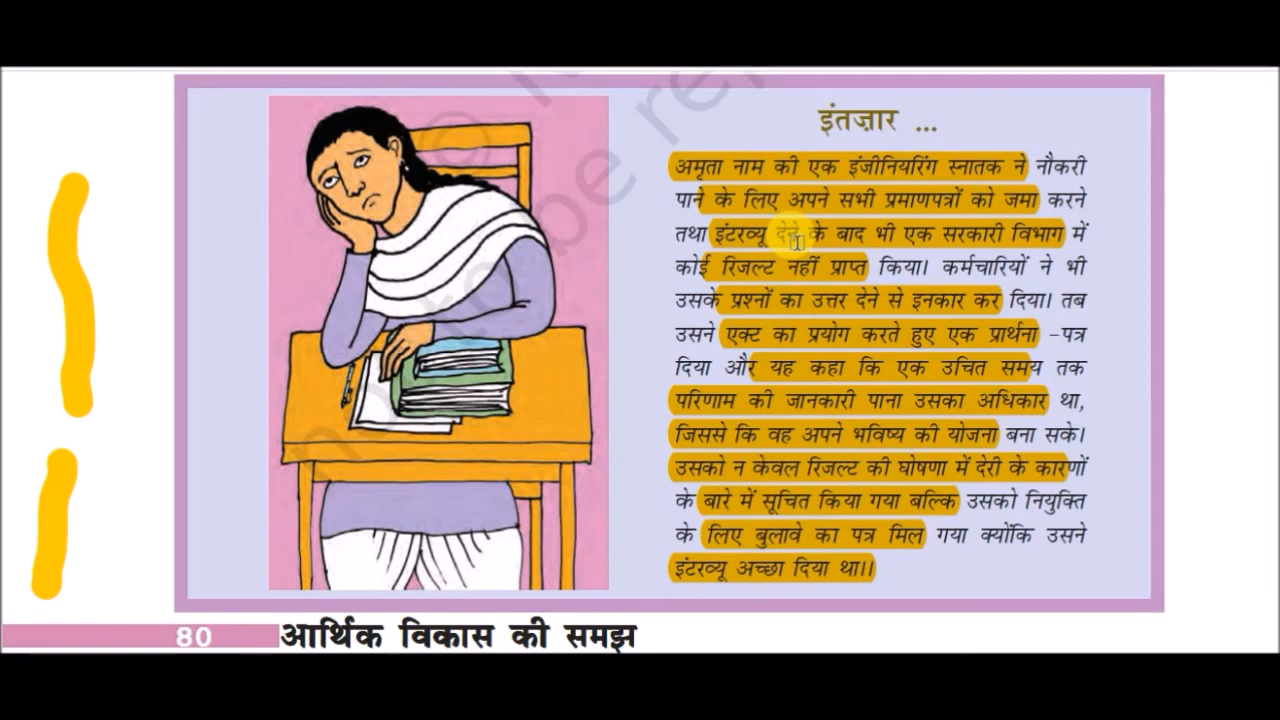 इंतज़ार ...
अमृता नाम की एक इंजीनियरिंग स्नातक ने नौकरी
पाने के लिए अपने सभी प्रमाणपत्रों को जमा करने
तथा इंटरव्यू देने के बाद भी एक सरकारी विभाग में
कोई रिजल्ट नहीं प्राप्त किया। कर्मचारियों ने भी
उसके प्रश्नों का उत्तर देने से इनकार कर दिया। तब
उसने एक्ट का प्रयोग करते हुए एक प्रार्थना -पत्र
दिया और यह कहा कि एक उचित समय तक
परिणाम की जानकारी पाना उसका अधिकार था,
जिससे कि वह अपने भविष्य की योजना बना सके।
उसको न केवल रिजल्ट की घोषणा में देरी के कारणों
के बारे में सूचित किया गया बल्कि उसको नियुक्ति
के लिए बुलावे का पत्र मिल गया क्योंकि उसने
इंटरव्यू अच्छा दिया था।।
80 आर्थिक विकास की समझ